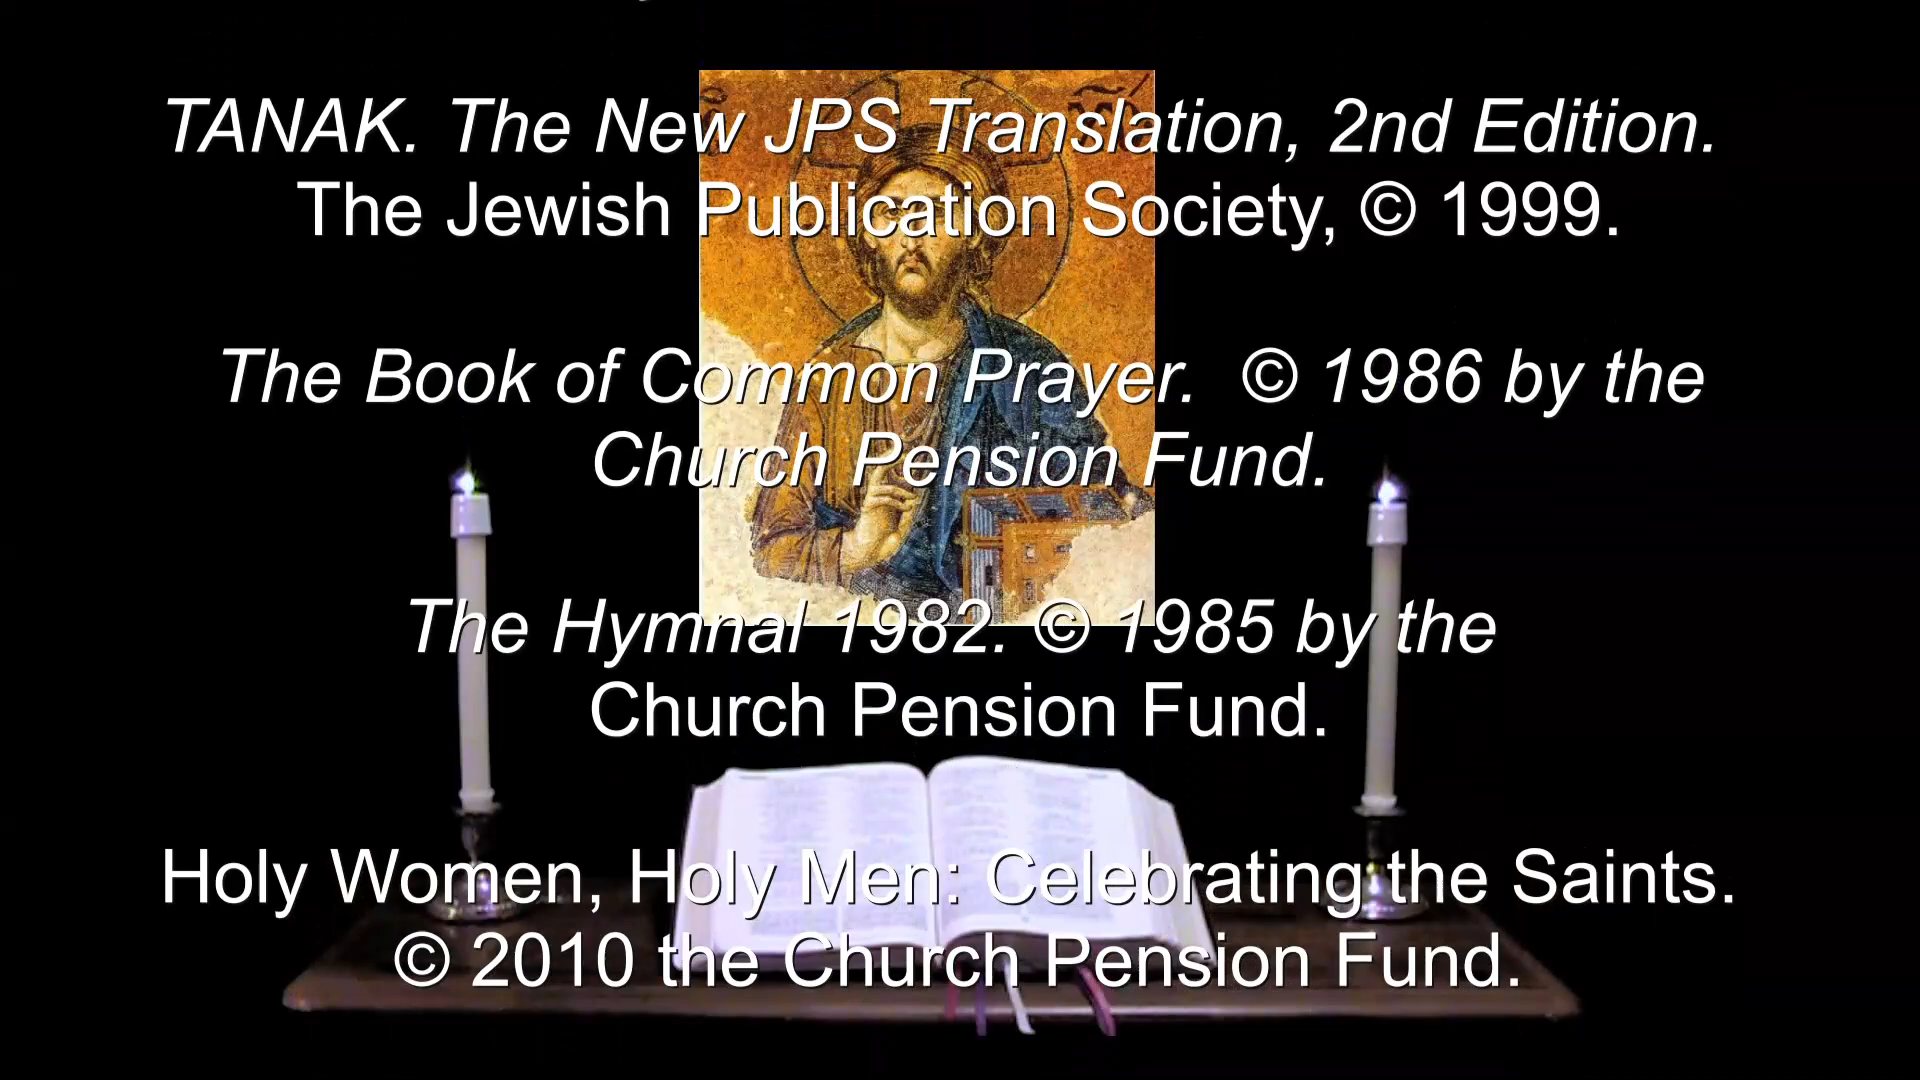 TANAK. The New JPS Translation, 2nd Edition.
The Jewish Publication Society, © 1999.
The Book of Common Prayer.  © 1986 by the
Church Pension Fund.
The Hymnal 1982. © 1985 by the
Church Pension Fund.
Holy Women, Holy Men: Celebrating the Saints.
© 2010 the Church Pension Fund.